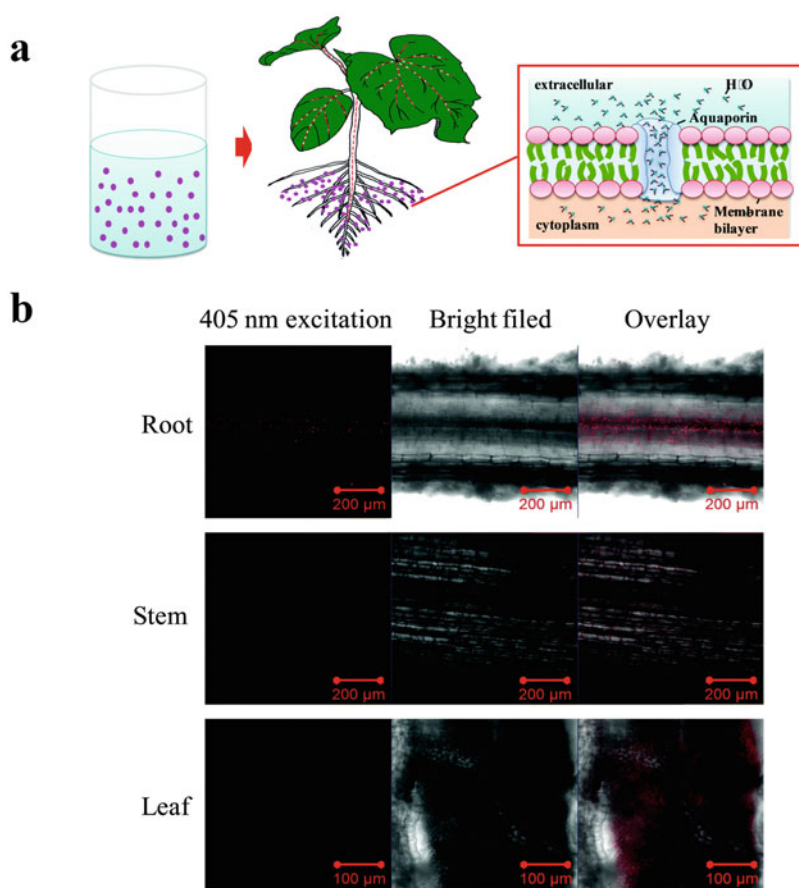 a
extracellular
H O
Aquaporin
cytoplasm
Membrane
bilayer
b
405 nm excitation
Bright filed
Overlay
Root
200 µm
200 µm
200 µm
Stem
200 µm
200 µm
200 µm
Leaf
100 µm
100 µm
100 µm